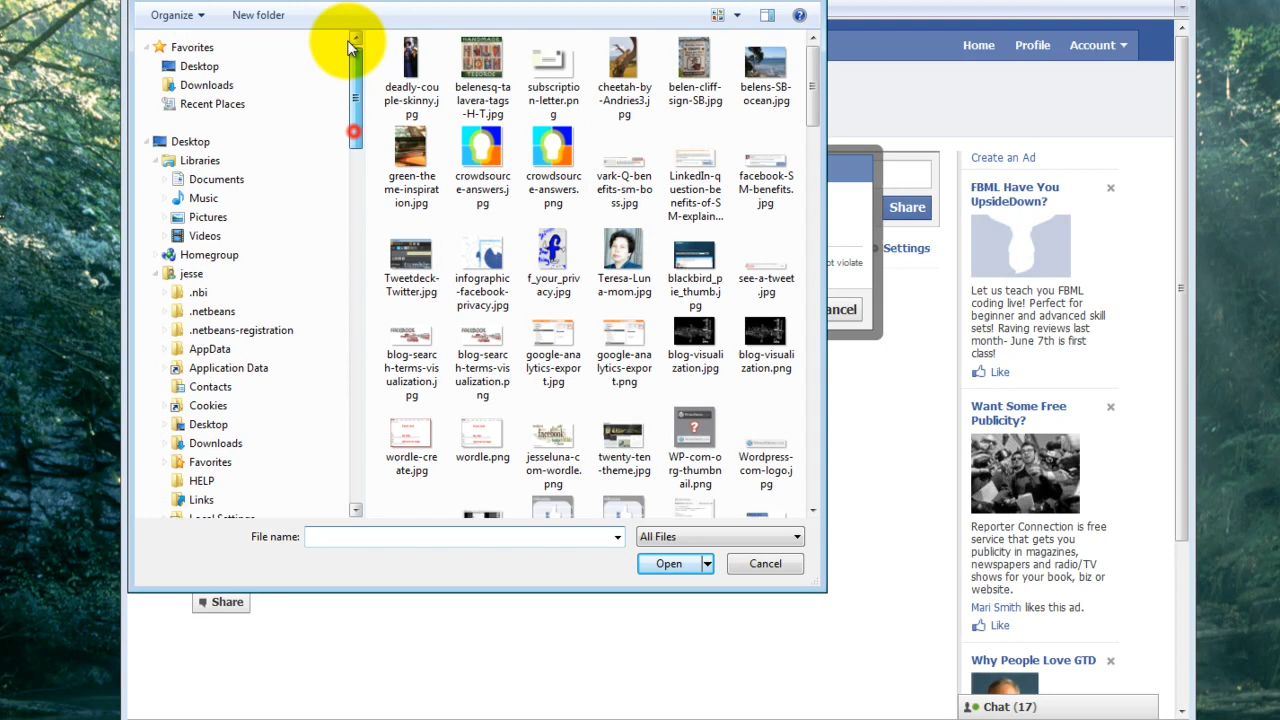 Organize
New folder
Home
Profile
Account
Favorites
Desktop
Downloads
Recent Places
Desktop
Libraries
Documents
Music
Pictures
Videos
Homegroup
jesse
.nbi
.netbeans
.netbeans-registration
AppData
Application Data
Contacts
Cookies
Desktop
Downloads
Favorites
HELP
Links
Local Settings
deadly-cou
ple-skinny.j
pg
belenesq-ta
lavera-tags
-H-T.jpg
subscriptio
n-letter.pn
g
cheetah-by
-Andries3.j
pg
belen-cliff-
sign-SB.jpg
belens-SB-
ocean.jpg
green-the
me-inspirat
ion.jpg
crowdsourc
e-answers.j
pg
crowdsourc
e-answers.
png
vark-Q-ben
efits-sm-bo
ss.jpg
LinkedIn-q
uestion-be
nefits-of-S
M-explain...
facebook-S
M-benefits.
jpg
Tweetdeck-
Twitter.jpg
infographic
-facebook-
privacy.jpg
f_your_priv
acy.jpg
Teresa-Lun
a-mom.jpg
blackbird_p
ie_thumb.j
pg
see-a-tweet
.jpg
blog-searc
h-terms-vis
ualization.j
pg
blog-searc
h-terms-vis
ualization.p
ng
google-ana
lytics-expor
t.jpg
google-ana
lytics-expor
t.png
blog-visuali
zation.jpg
blog-visuali
zation.png
wordle-cre
ate.jpg
wordle.png
jesseluna-c
om-wordle.
png
twenty-ten
-theme.jpg
WP-com-o
rg-thumbn
ail.png
Wordpress-
com-logo.j
pg
File name:
All Files
Open
Cancel
Share
Settings
not violate
ancel
Share
Create an Ad
FBML Have You
UpsideDown?
Let us teach you FBML
coding live! Perfect for
beginner and advanced skill
sets! Raving reviews last
month- June 7th is first
class!
Like
Want Some Free
Publicity?
Reporter Connection is free
service that gets you
publicity in magazines,
newspapers and radio/TV
shows for your book, biz or
website.
Mari Smith likes this ad.
Like
Why People Love GTD
Chat (17)